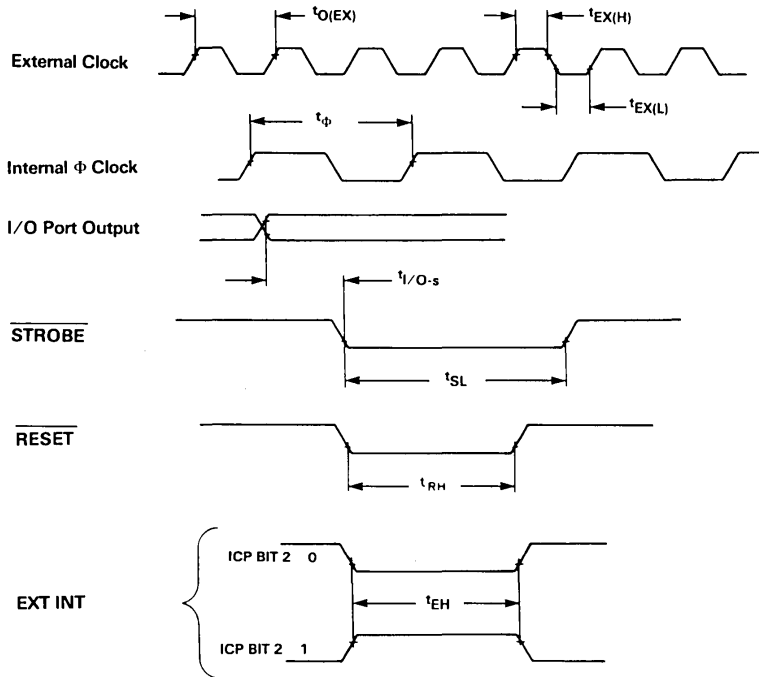 tO(EX)
tEX(H)
External Clock
tEX(L)
tΦ
Internal Φ Clock
I/O Port Output
tI/O-s
STROBE
tSL
RESET
tRH
ICP BIT 2 0
EXT INT
tEH
ICP BIT 2 1